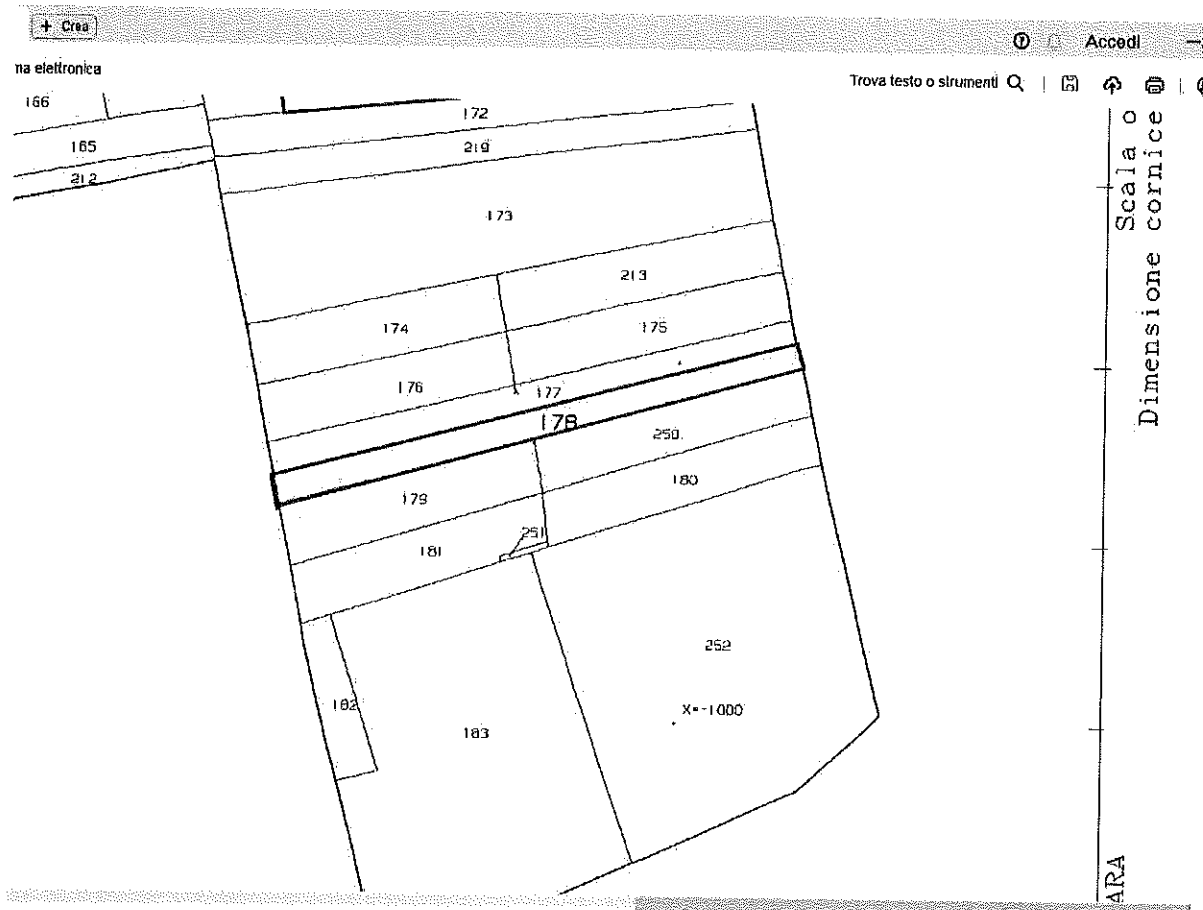 + Crea
Accedi
na elettronica
Trova testo o strumenti
166
172
165
219
212
173
213
174
175
176
177
178
250
179
180
251
181
252
182
X=-1000
183
Scala o
Dimensione cornice
ARA